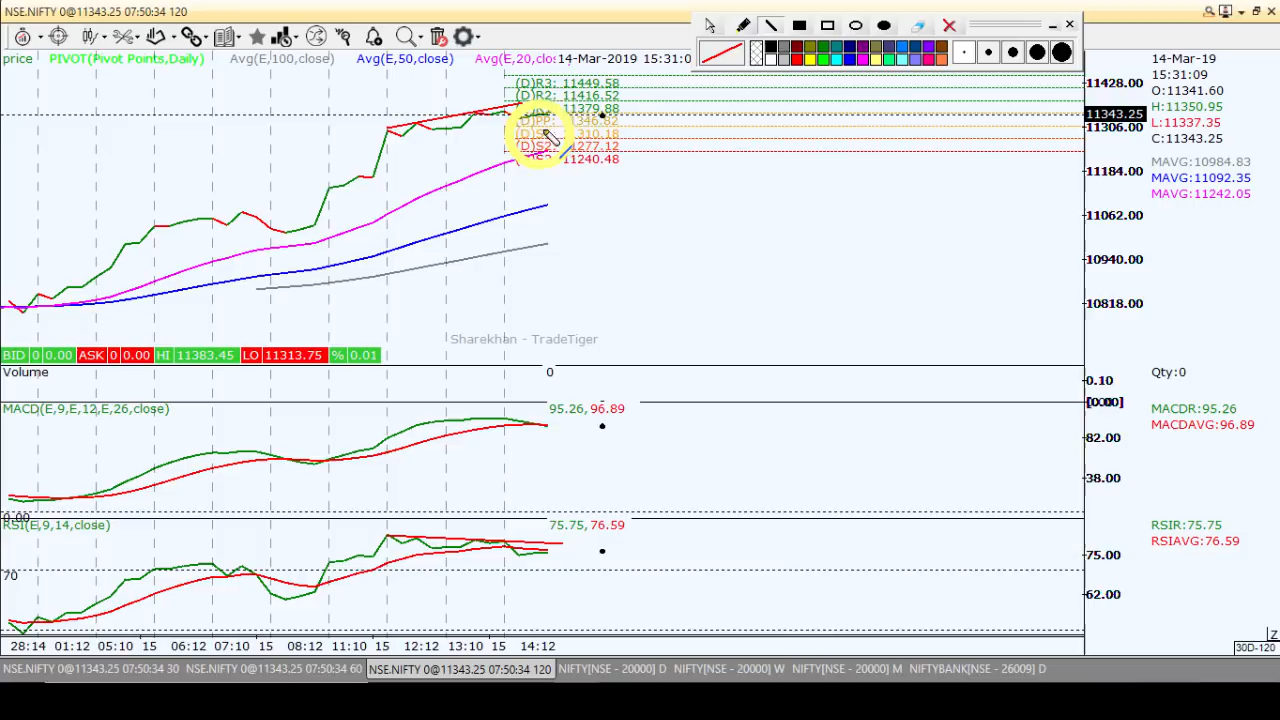 NSE.NIFTY 0@11343.25 07:50:34 120
price PIVOT(Pivot Points,Daily) Avg(E,100,close) Avg(E,50,close) Avg(E,20,clo: 14-Mar-2019 15:31:0
(D)R3: 11449.58
(D)R2: 11416.52
11379.88
(D)PP: 11346.82
310.18
(D)S2: 11277.12
11240.48
11428.00
11343.25
11306.00
11184.00
11062.00
10940.00
10818.00
14-Mar-19
15:31:09
O:11341.60
H:11350.95
L:11337.35
C:11343.25
MAVG:10984.83
MAVG:11092.35
MAVG:11242.05
Sharekhan - TradeTiger
BID 0 0.00 ASK 0 0.00 HI 11383.45 LO 11313.75 % 0.01
Volume 0
0.10
Qty:0
MACD(E,9,E,12,E,26,close) 95.26, 96.89
82.00
38.00
MACDR:95.26
MACDAVG:96.89
0.00
RSI(E,9,14,close) 75.75, 76.59
70
75.00
62.00
RSIR:75.75
RSIAVG:76.59
28:14 01:12 05:10 15 06:12 07:10 15 08:12 11:10 15 12:12 13:10 15 14:12
Z
30D-120
NSE.NIFTY 0@11343.25 07:50:34 30 NSE.NIFTY 0@11343.25 07:50:34 60 NSE.NIFTY 0@11343.25 07:50:34 120 NIFTY[NSE - 20000] D NIFTY[NSE - 20000] W NIFTY[NSE - 20000] M NIFTYBANK[NSE - 26009] D